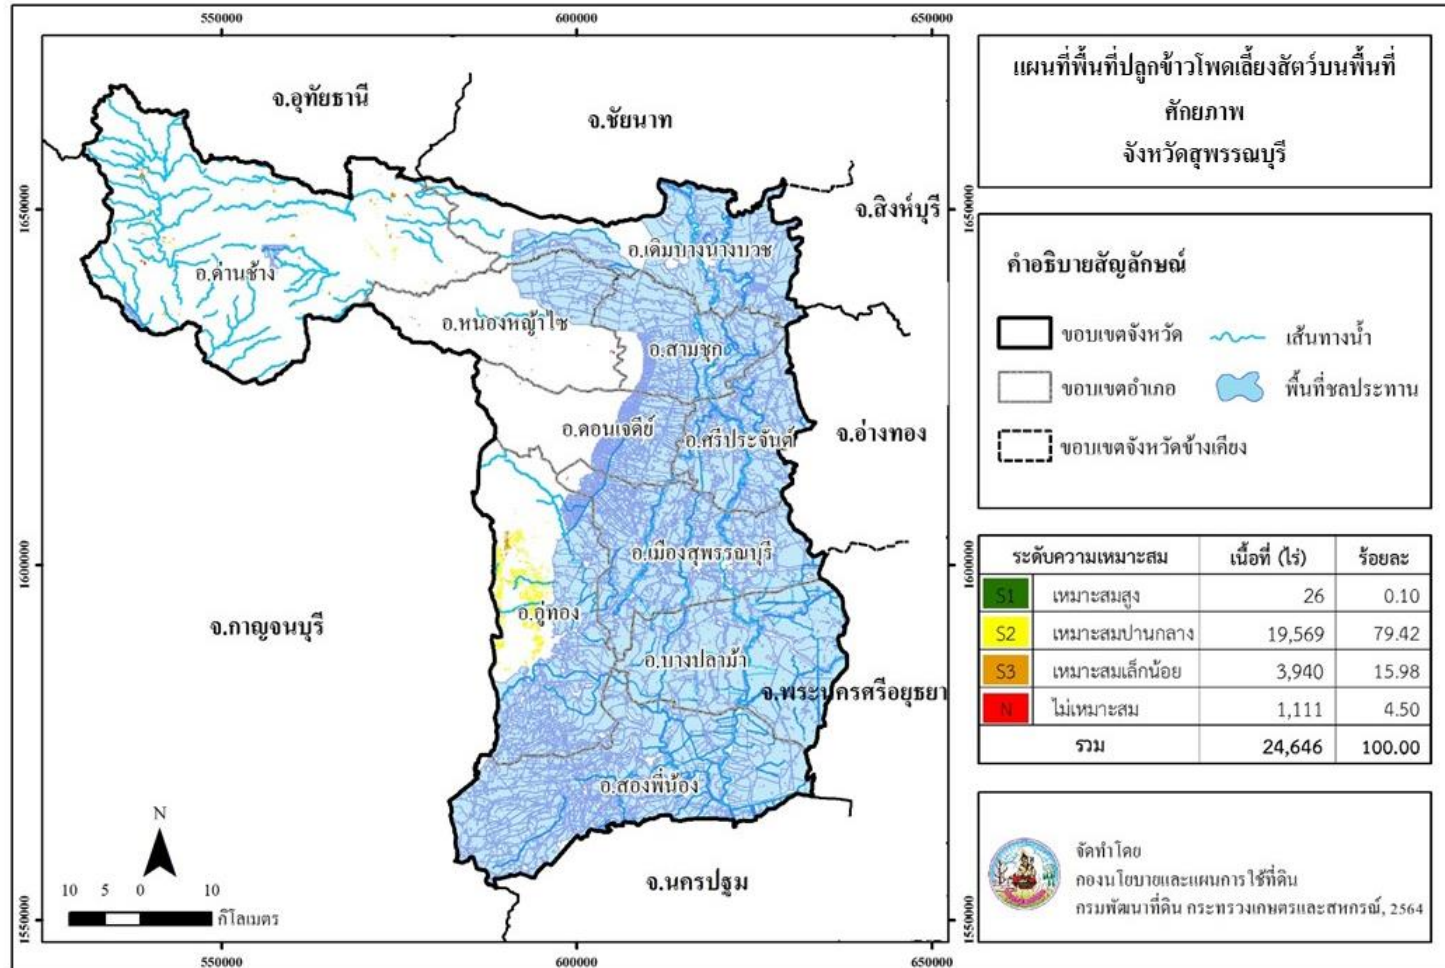 550000
600000
650000
1650000
1600000
1550000
จ.อุทัยธานี
จ.ชัยนาท
จ.สิงห์บุรี
อ.เดิมบางนางบวช
อ.ด่านช้าง
อ.หนองหญ้าไซ
อ.สามชุก
อ.ดอนเจดีย์
อ.ศรีประจันต์
จ.อ่างทอง
อ.เมืองสุพรรณบุรี
อ.อู่ทอง
จ.กาญจนบุรี
อ.บางปลาม้า
จ.พระนครศรีอยุธยา
อ.สองพี่น้อง
จ.นครปฐม
N
10 5 0 10
กิโลเมตร
550000
600000
650000
1650000
1600000
1550000
แผนที่พื้นที่ปลูกข้าวโพดเลี้ยงสัตว์บนพื้นที่
ศักยภาพ
จังหวัดสุพรรณบุรี
คำอธิบายสัญลักษณ์
ขอบเขตจังหวัด เส้นทางน้ำ
ขอบเขตอำเภอ พื้นที่ชลประทาน
ขอบเขตจังหวัดข้างเคียง
ระดับความเหมาะสม เนื้อที่ (ไร่) ร้อยละ
S1 เหมาะสมสูง 26 0.10
S2 เหมาะสมปานกลาง 19,569 79.42
S3 เหมาะสมเล็กน้อย 3,940 15.98
N ไม่เหมาะสม 1,111 4.50
รวม 24,646 100.00
จัดทำโดย
กองนโยบายและแผนการใช้ที่ดิน
กรมพัฒนาที่ดิน กระทรวงเกษตรและสหกรณ์, 2564